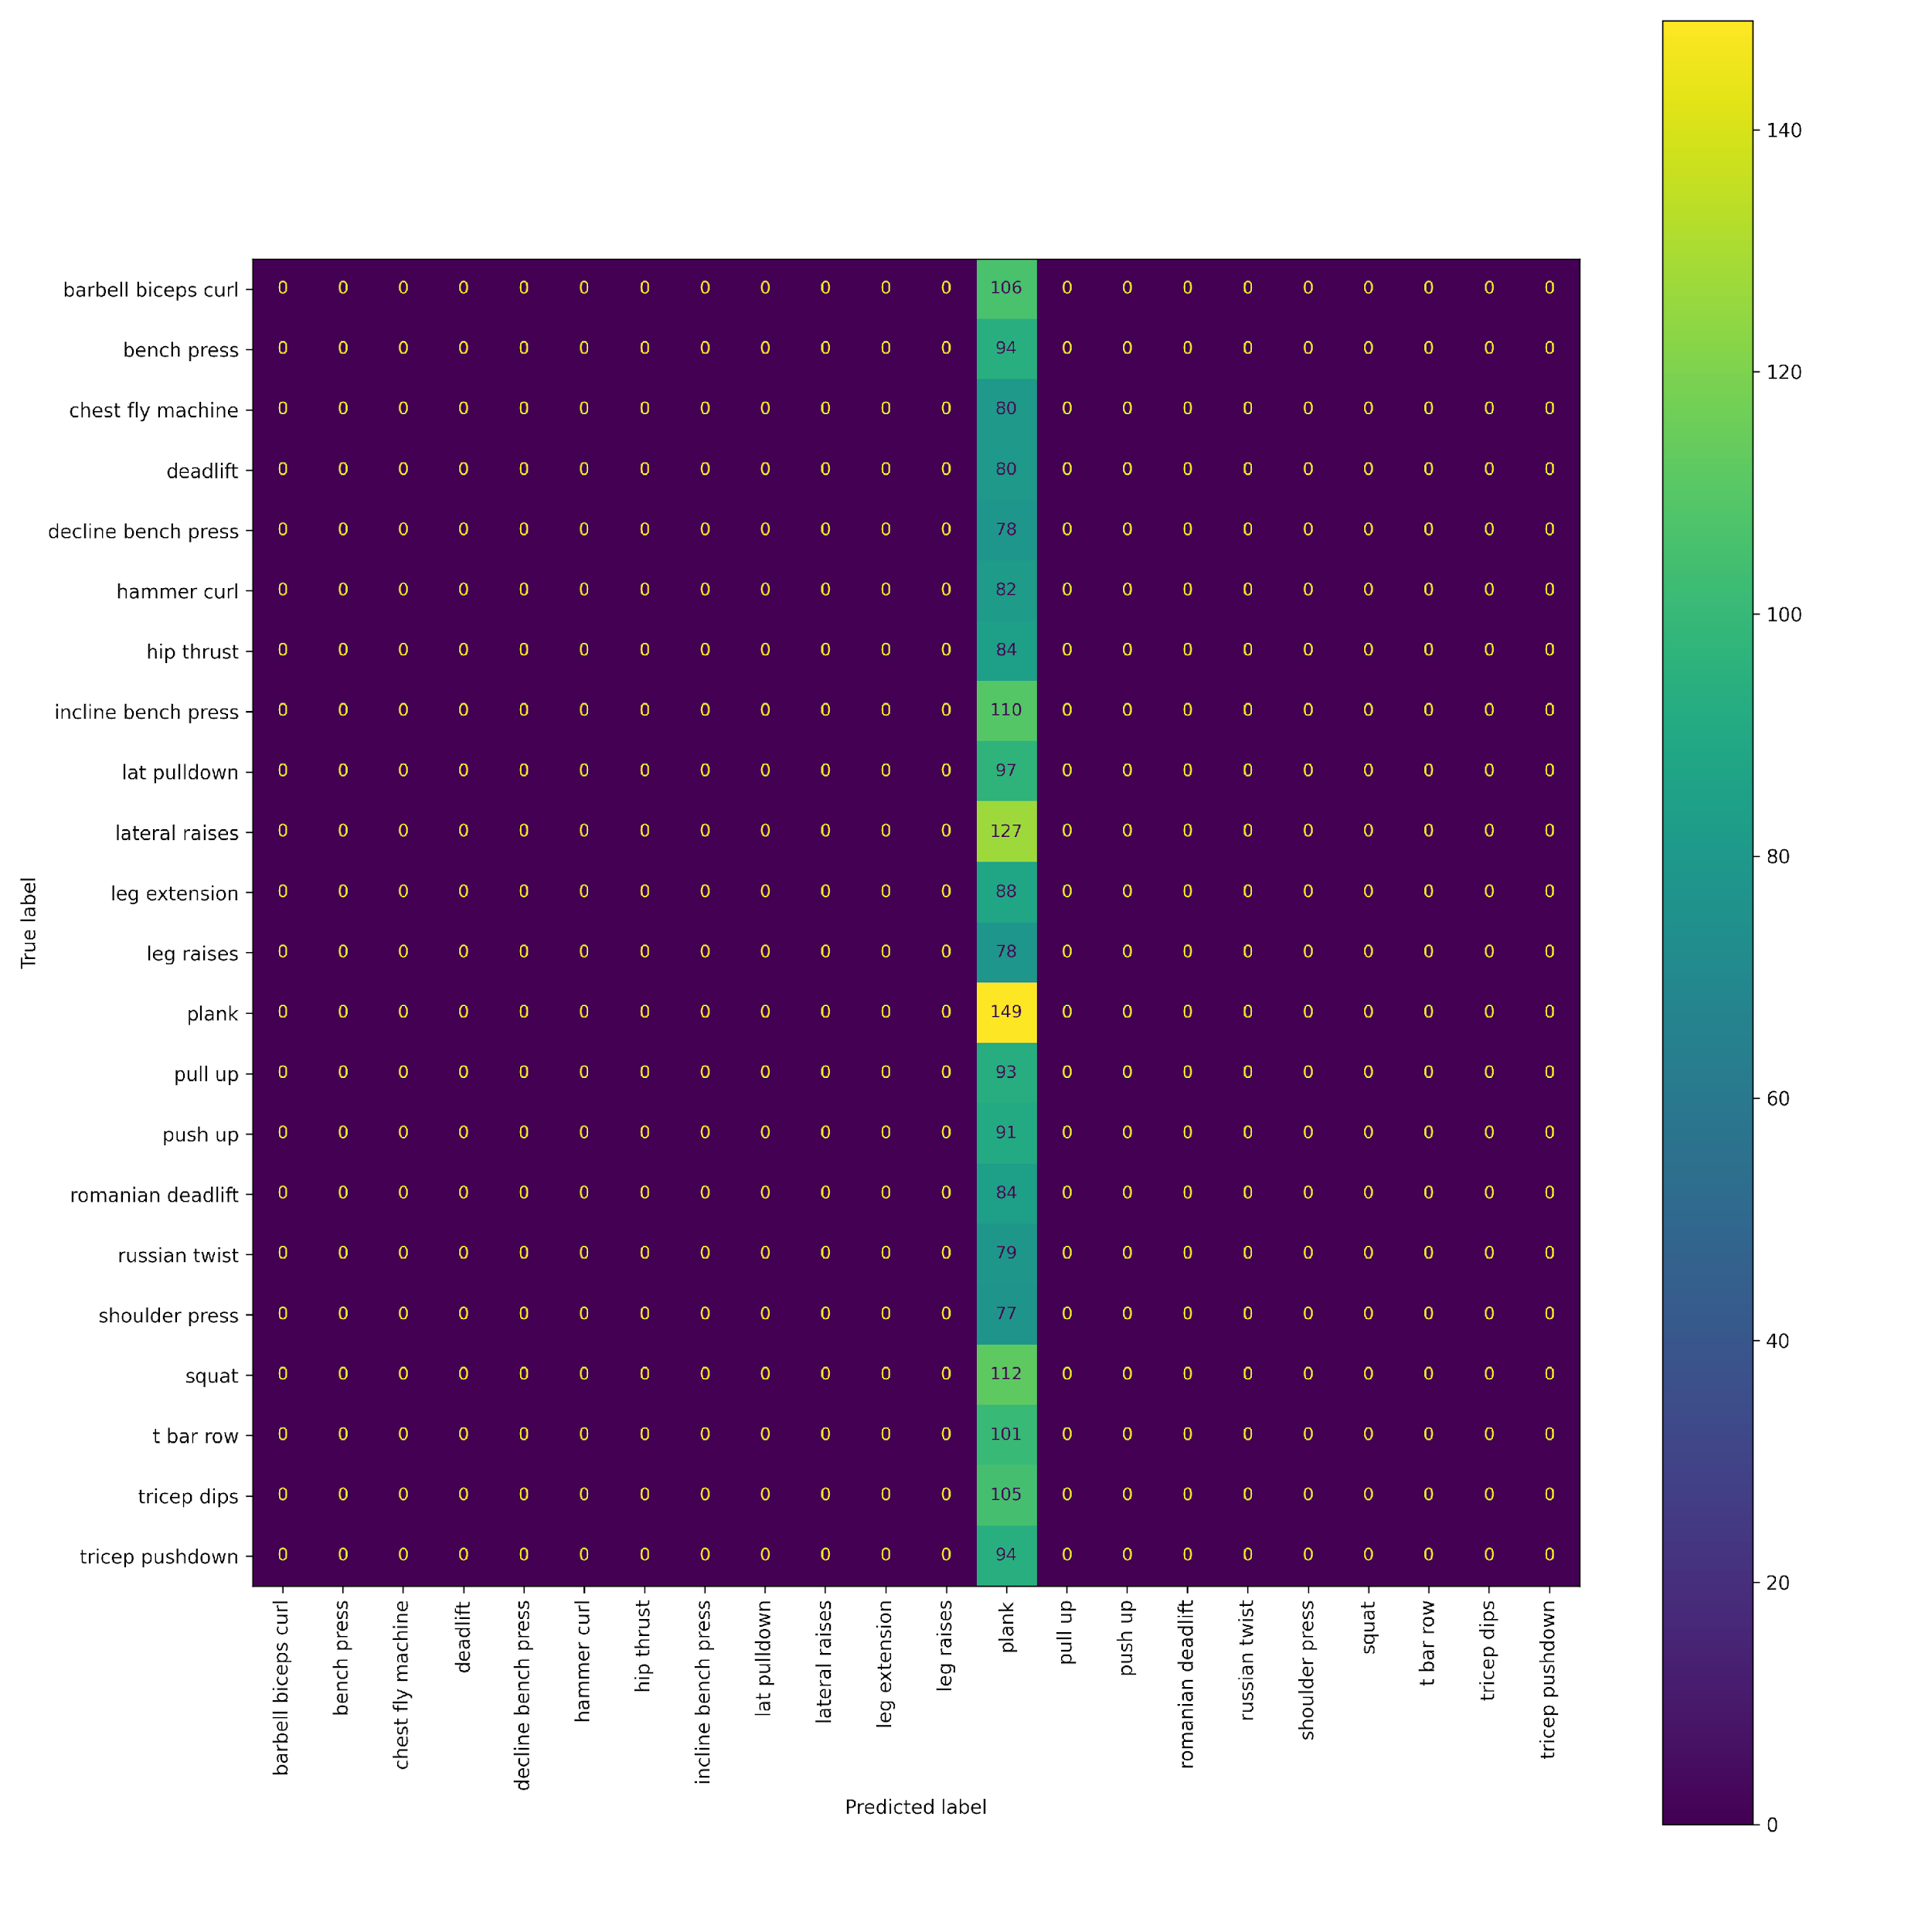 140
120
100
80
60
40
20
0
True label
barbell biceps curl 0 0 0 0 0 0 0 0 0 0 0 0 106 0 0 0 0 0 0 0 0 0
bench press 0 0 0 0 0 0 0 0 0 0 0 0 94 0 0 0 0 0 0 0 0 0
chest fly machine 0 0 0 0 0 0 0 0 0 0 0 0 80 0 0 0 0 0 0 0 0 0
deadlift 0 0 0 0 0 0 0 0 0 0 0 0 80 0 0 0 0 0 0 0 0 0
decline bench press 0 0 0 0 0 0 0 0 0 0 0 0 78 0 0 0 0 0 0 0 0 0
hammer curl 0 0 0 0 0 0 0 0 0 0 0 0 82 0 0 0 0 0 0 0 0 0
hip thrust 0 0 0 0 0 0 0 0 0 0 0 0 84 0 0 0 0 0 0 0 0 0
incline bench press 0 0 0 0 0 0 0 0 0 0 0 0 110 0 0 0 0 0 0 0 0 0
lat pulldown 0 0 0 0 0 0 0 0 0 0 0 0 97 0 0 0 0 0 0 0 0 0
lateral raises 0 0 0 0 0 0 0 0 0 0 0 0 127 0 0 0 0 0 0 0 0 0
leg extension 0 0 0 0 0 0 0 0 0 0 0 0 88 0 0 0 0 0 0 0 0 0
leg raises 0 0 0 0 0 0 0 0 0 0 0 0 78 0 0 0 0 0 0 0 0 0
plank 0 0 0 0 0 0 0 0 0 0 0 0 149 0 0 0 0 0 0 0 0 0
pull up 0 0 0 0 0 0 0 0 0 0 0 0 93 0 0 0 0 0 0 0 0 0
push up 0 0 0 0 0 0 0 0 0 0 0 0 91 0 0 0 0 0 0 0 0 0
romanian deadlift 0 0 0 0 0 0 0 0 0 0 0 0 84 0 0 0 0 0 0 0 0 0
russian twist 0 0 0 0 0 0 0 0 0 0 0 0 79 0 0 0 0 0 0 0 0 0
shoulder press 0 0 0 0 0 0 0 0 0 0 0 0 77 0 0 0 0 0 0 0 0 0
squat 0 0 0 0 0 0 0 0 0 0 0 0 112 0 0 0 0 0 0 0 0 0
t bar row 0 0 0 0 0 0 0 0 0 0 0 0 101 0 0 0 0 0 0 0 0 0
tricep dips 0 0 0 0 0 0 0 0 0 0 0 0 105 0 0 0 0 0 0 0 0 0
tricep pushdown 0 0 0 0 0 0 0 0 0 0 0 0 94 0 0 0 0 0 0 0 0 0
barbell biceps curl
bench press
chest fly machine
deadlift
decline bench press
hammer curl
hip thrust
incline bench press
lat pulldown
lateral raises
leg extension
leg raises
plank
pull up
push up
romanian deadlift
russian twist
shoulder press
squat
t bar row
tricep dips
tricep pushdown
Predicted label